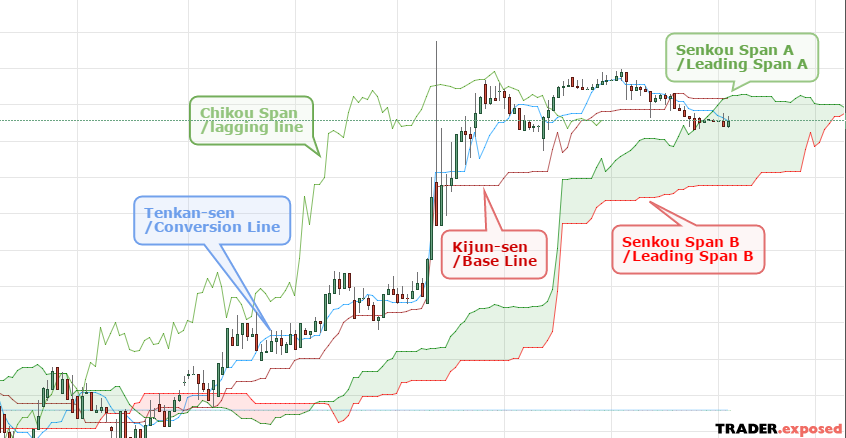 Senkou Span A
/Leading Span A
Chikou Span
/lagging line
Tenkan-sen
/Conversion Line
Kijun-sen
/Base Line
Senkou Span B
/Leading Span B
TRADER.exposed